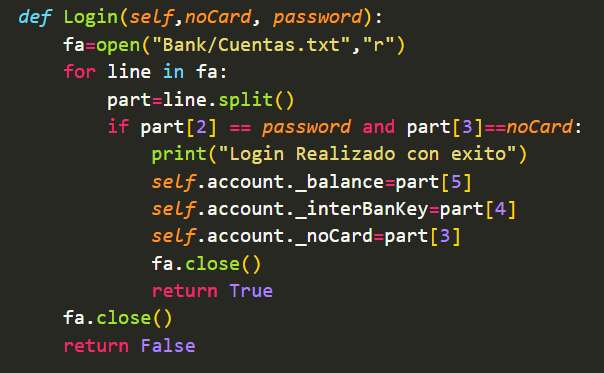 def Login(self,noCard, password):
    fa=open("Bank/Cuentas.txt","r")
    for line in fa:
        part=line.split()
        if part[2] == password and part[3]==noCard:
            print("Login Realizado con exito")
            self.account._balance=part[5]
            self.account._interBanKey=part[4]
            self.account._noCard=part[3]
            fa.close()
            return True
    fa.close()
    return False